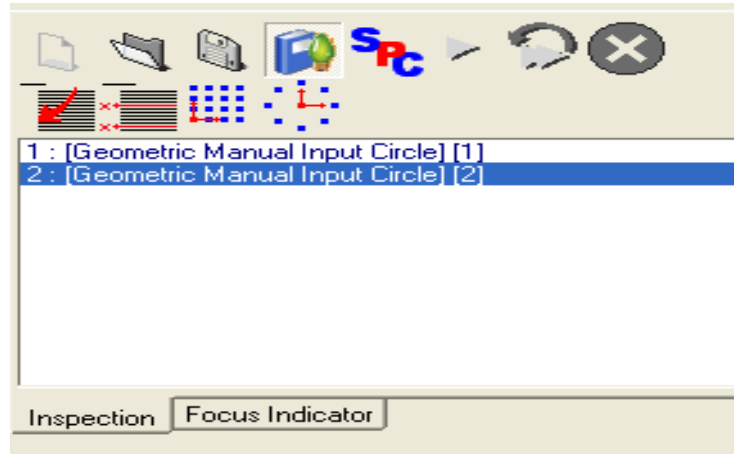 SPC
1 : [Geometric Manual Input Circle] [1]
2 : [Geometric Manual Input Circle] [2]
Inspection Focus Indicator